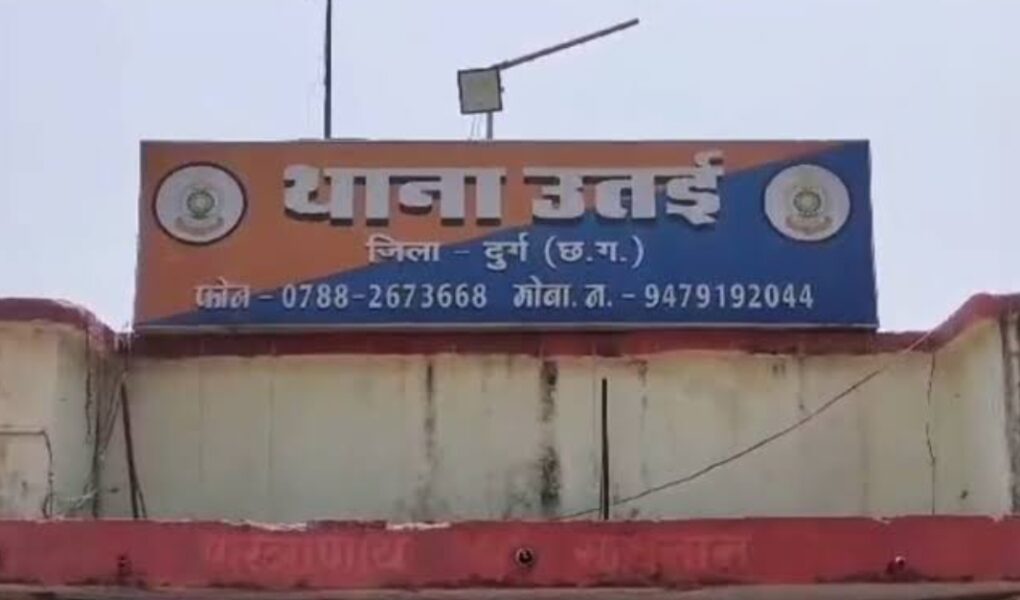 थाना उतई
जिला - दुर्ग (छ.ग.)
फोन - 0788-2673668 मोबा. न. - 9479192044